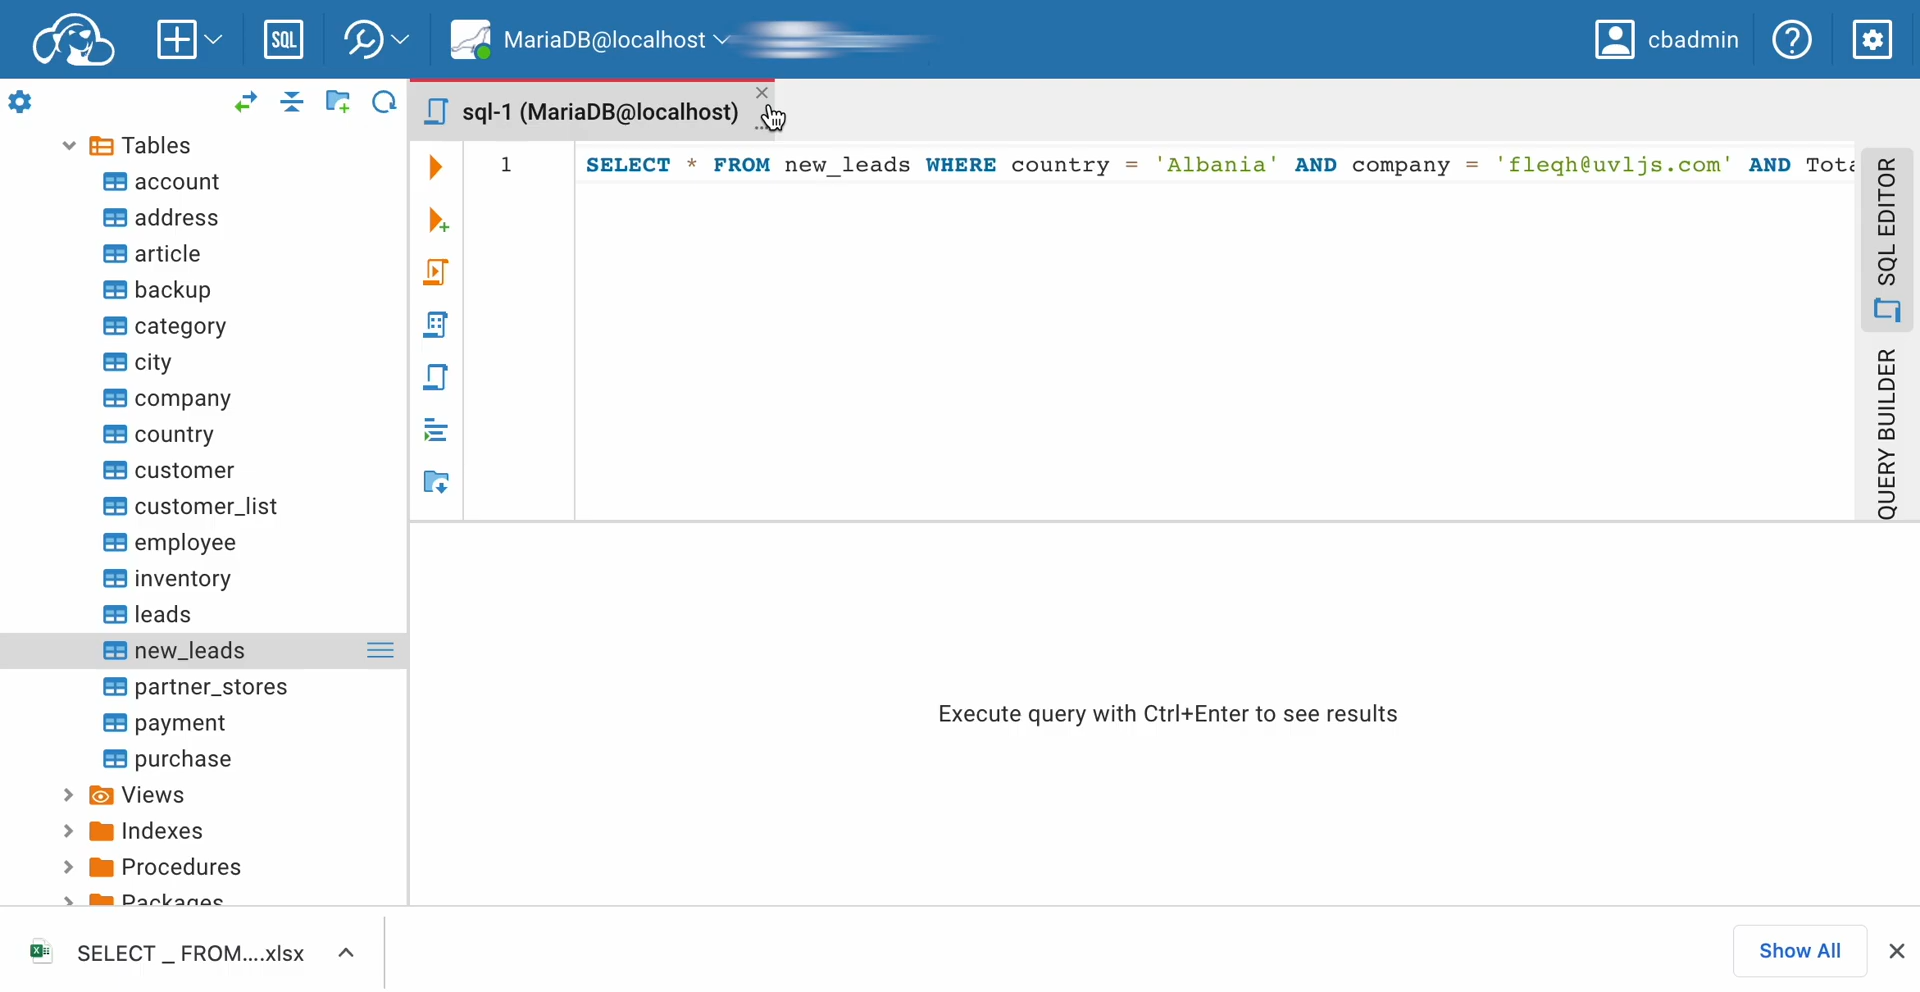 SQL
MariaDB@localhost
cbadmin
sql-1 (MariaDB@localhost)
Tables
account
address
article
backup
category
city
company
country
customer
customer_list
employee
inventory
leads
new_leads
partner_stores
payment
purchase
Views
Indexes
Procedures
Packages
1
SELECT * FROM new_leads WHERE country = 'Albania' AND company = 'fleqh@uvljs.com' AND Tota
SQL EDITOR
QUERY BUILDER
Execute query with Ctrl+Enter to see results
SELECT _ FROM....xlsx
Show All